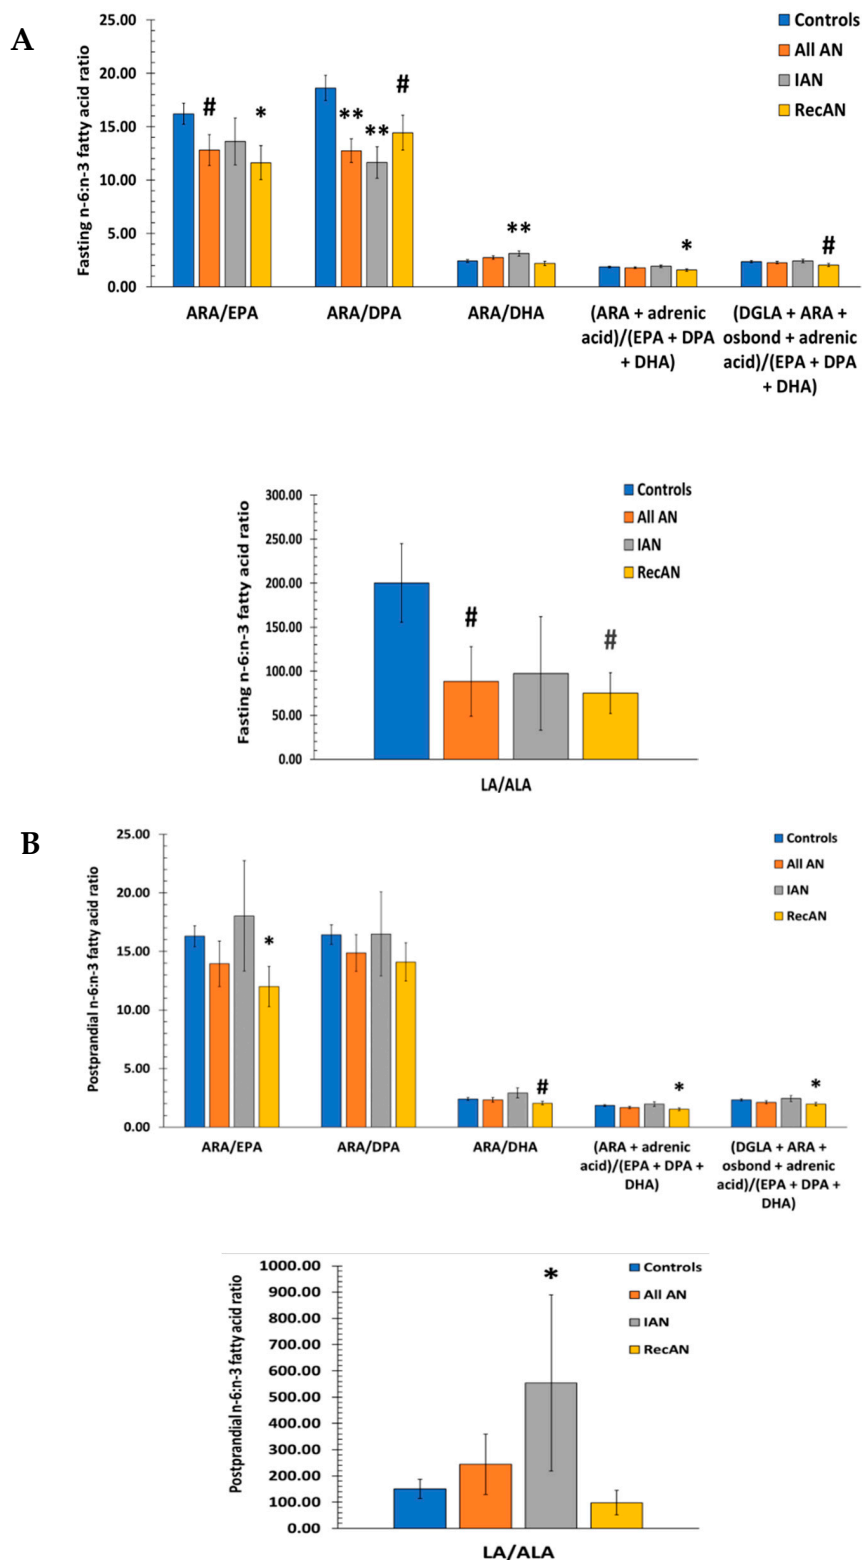 A
Fasting n-6:n-3 fatty acid ratio
25.00
20.00
15.00
10.00
5.00
0.00
Controls
All AN
IAN
RecAN
#
*
**
**
#
**
*
#
ARA/EPA
ARA/DPA
ARA/DHA
(ARA + adrenic
acid)/(EPA + DPA
+ DHA)
(DGLA + ARA +
osbond + adrenic
acid)/(EPA + DPA
+ DHA)
Fasting n-6:n-3 fatty acid ratio
300.00
250.00
200.00
150.00
100.00
50.00
0.00
Controls
All AN
IAN
RecAN
#
#
LA/ALA
B
Postprandial n-6:n-3 fatty acid ratio
25.00
20.00
15.00
10.00
5.00
0.00
Controls
All AN
IAN
RecAN
*
#
*
*
ARA/EPA
ARA/DPA
ARA/DHA
(ARA + adrenic
acid)/(EPA + DPA +
DHA)
(DGLA + ARA +
osbond + adrenic
acid)/(EPA + DPA +
DHA)
Postprandial n-6:n-3 fatty acid ratio
1000.00
900.00
800.00
700.00
600.00
500.00
400.00
300.00
200.00
100.00
0.00
Controls
All AN
IAN
RecAN
*
LA/ALA